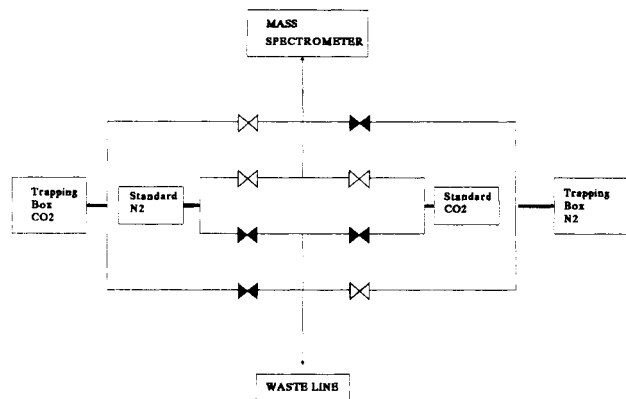 MASS
SPECTROMETER
Trapping
Box
CO2
Standard
N2
Standard
CO2
Trapping
Box
N2
WASTE LINE